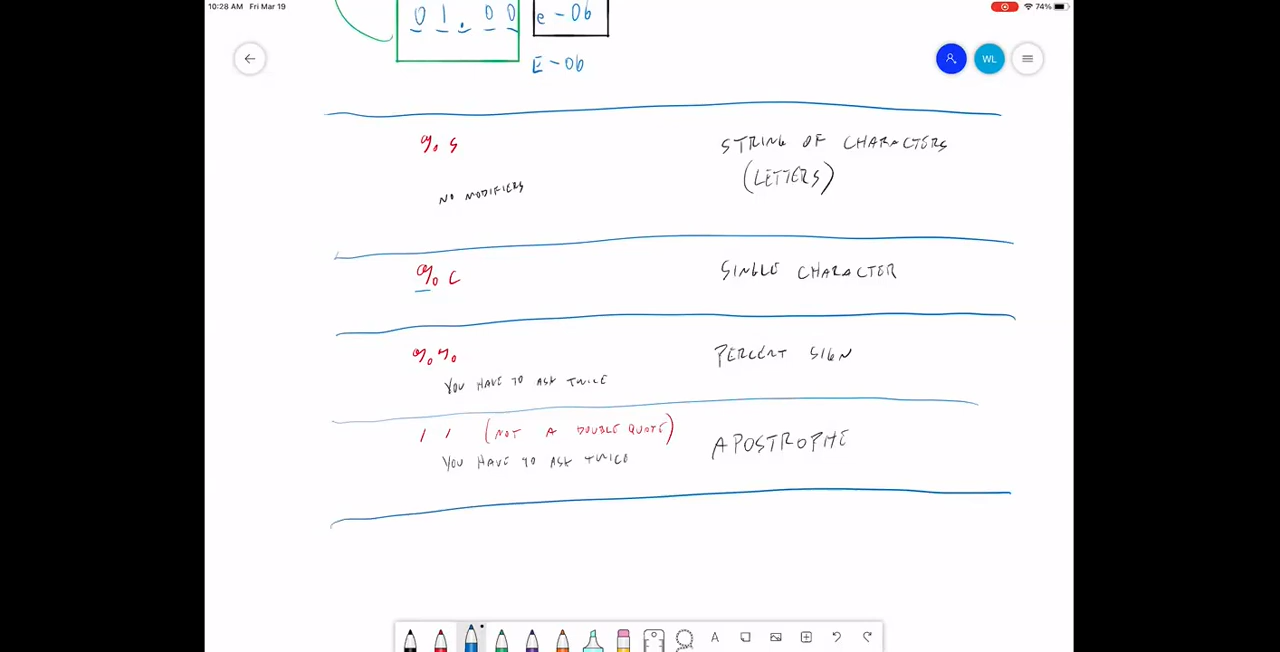 10:28 AM Fri Mar 19
74%
01.00 e-06
E-06
WL
%s STRING OF CHARACTERS
(LETTERS)
NO MODIFIERS
%c SINGLE CHARACTER
%% PERCENT SIGN
YOU HAVE TO ASK TWICE
' ' (NOT A DOUBLE QUOTE) APOSTROPHE
YOU HAVE TO ASK TWICE
A